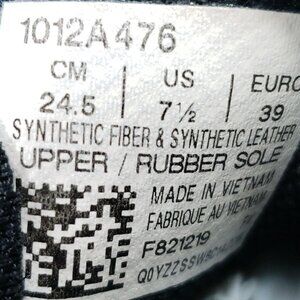 1012A476
CM US EURO
24.5 7½ 39
SYNTHETIC FIBER & SYNTHETIC LEATHER
UPPER / RUBBER SOLE
MADE IN VIETNAM
FABRIQUE AU VIETNAM
F821219